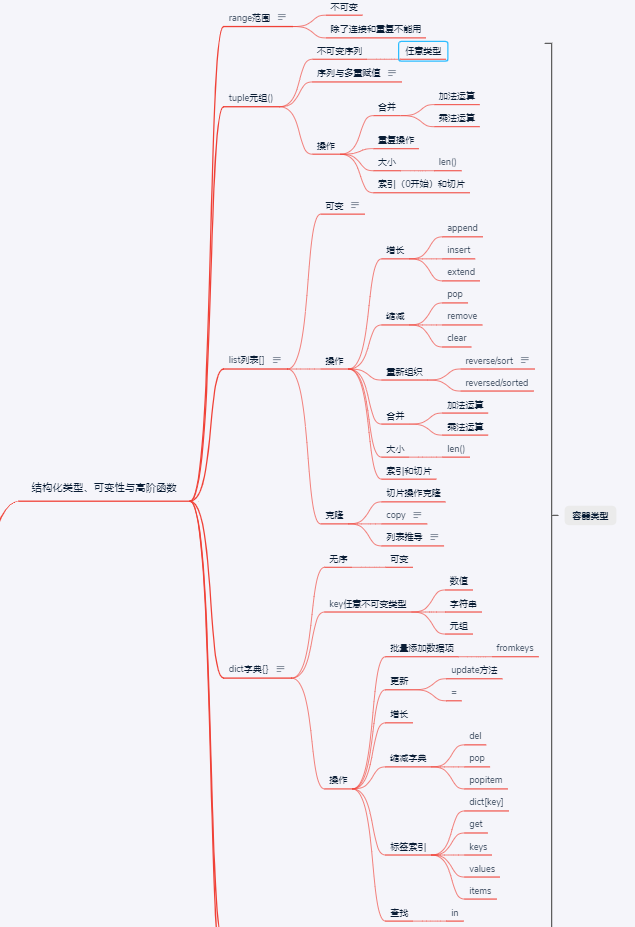 结构化类型、可变性与高阶函数
range范围
不可变
除了连接和重复不能用
tuple元组()
不可变序列
任意类型
序列与多重赋值
操作
合并
加法运算
乘法运算
重复操作
大小
len()
索引（0开始）和切片
list列表[]
可变
操作
增长
append
insert
extend
缩减
pop
remove
clear
重新组织
reverse/sort
reversed/sorted
合并
加法运算
乘法运算
大小
len()
索引和切片
克隆
切片操作克隆
copy
列表推导
dict字典{}
无序
可变
key任意不可变类型
数值
字符串
元组
操作
批量添加数据项
fromkeys
更新
update方法
=
增长
缩减字典
del
pop
popitem
标签索引
dict[key]
get
keys
values
items
查找
in
容器类型